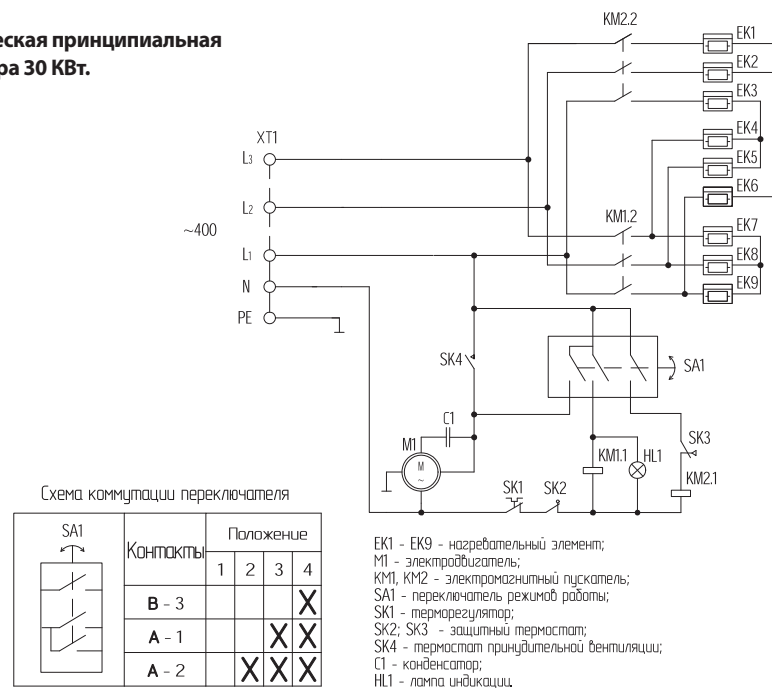 еская принципиальная
ра 30 КВт.
KM2.2
EK1
EK2
EK3
EK4
EK5
EK6
XT1
L3
L2
~400
KM1.2
EK7
EK8
EK9
L1
N
PE
SK4
SA1
C1
M1
M
~
SK3
KM1.1
HL1
KM2.1
SK1
SK2
Схема коммутации переключателя
SA1
Контакты
Положение
1 2 3 4
B - 3 X
A - 1 X X
A - 2 X X X
EK1 - EK9 - нагревательный элемент;
M1 - электродвигатель;
KM1, KM2 - электромагнитный пускатель;
SA1 - переключатель режимов работы;
SK1 - терморегулятор;
SK2; SK3 - защитный термостат;
SK4 - термостат принудительной вентиляции;
C1 - конденсатор;
HL1 - лампа индикации.